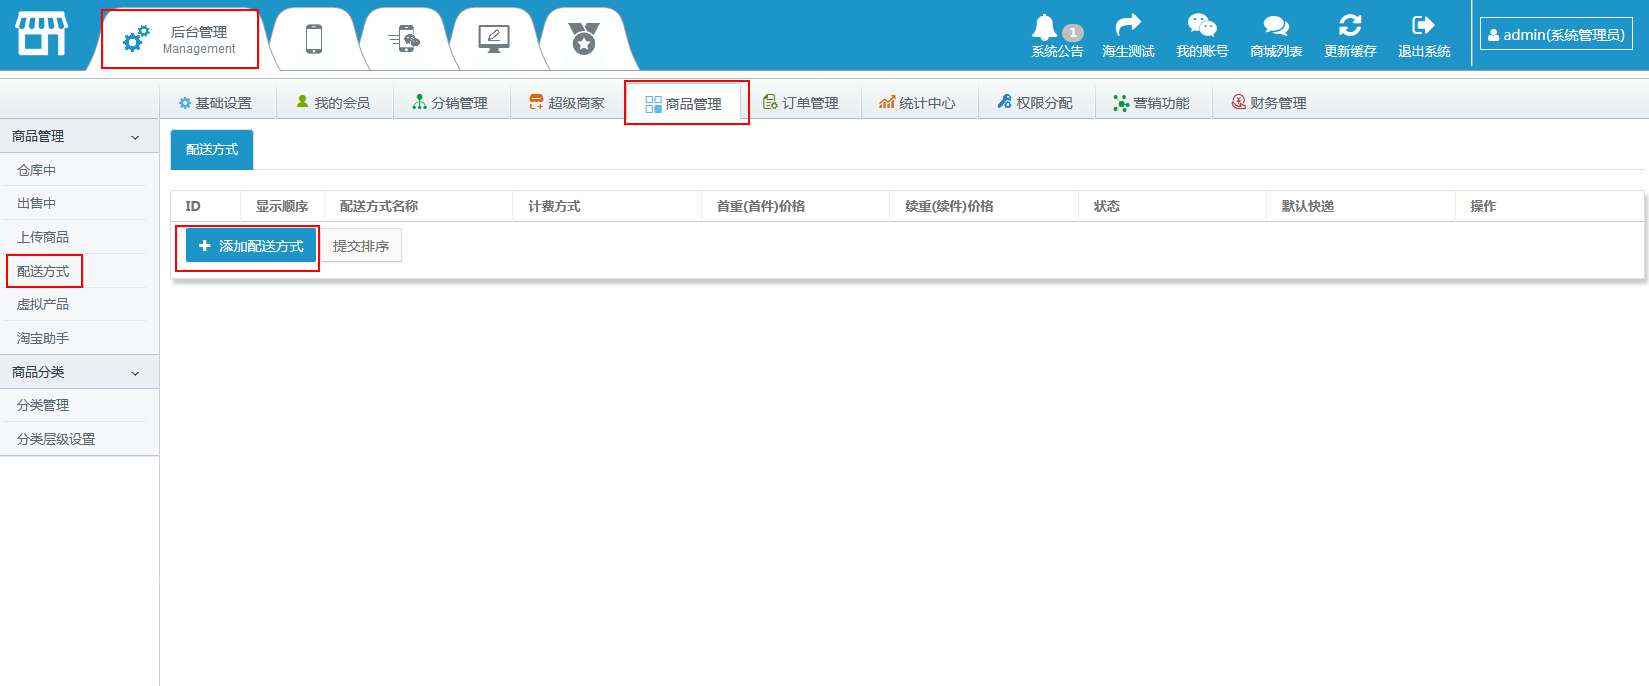 后台管理
Management
1
系统公告
海生测试
我的账号
商城列表
更新缓存
退出系统
admin(系统管理员)
基础设置
我的会员
分销管理
超级商家
商品管理
订单管理
统计中心
权限分配
营销功能
财务管理
商品管理
仓库中
出售中
上传商品
配送方式
虚拟产品
淘宝助手
商品分类
分类管理
分类层级设置
配送方式
ID
显示顺序
配送方式名称
计费方式
首重(首件)价格
续重(续件)价格
状态
默认快递
操作
添加配送方式
提交排序